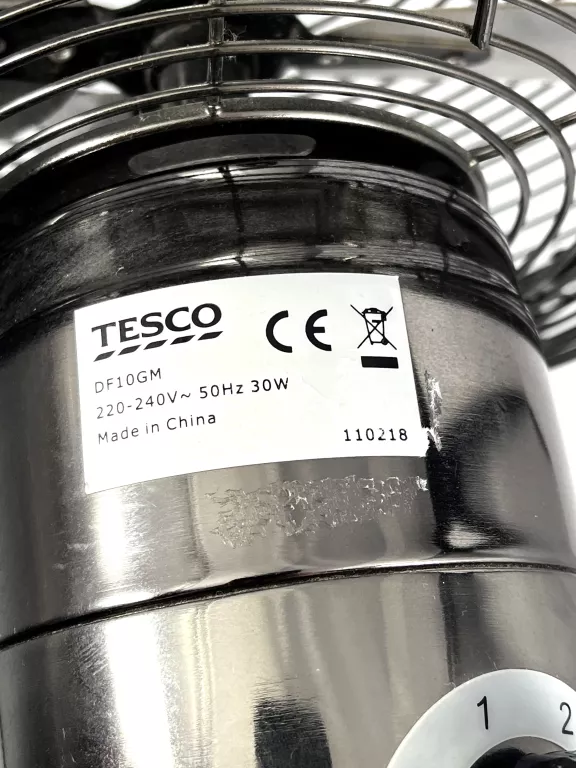 TESCO
CE
DF10GM
220-240V~ 50Hz 30W
Made in China
110218
1
2